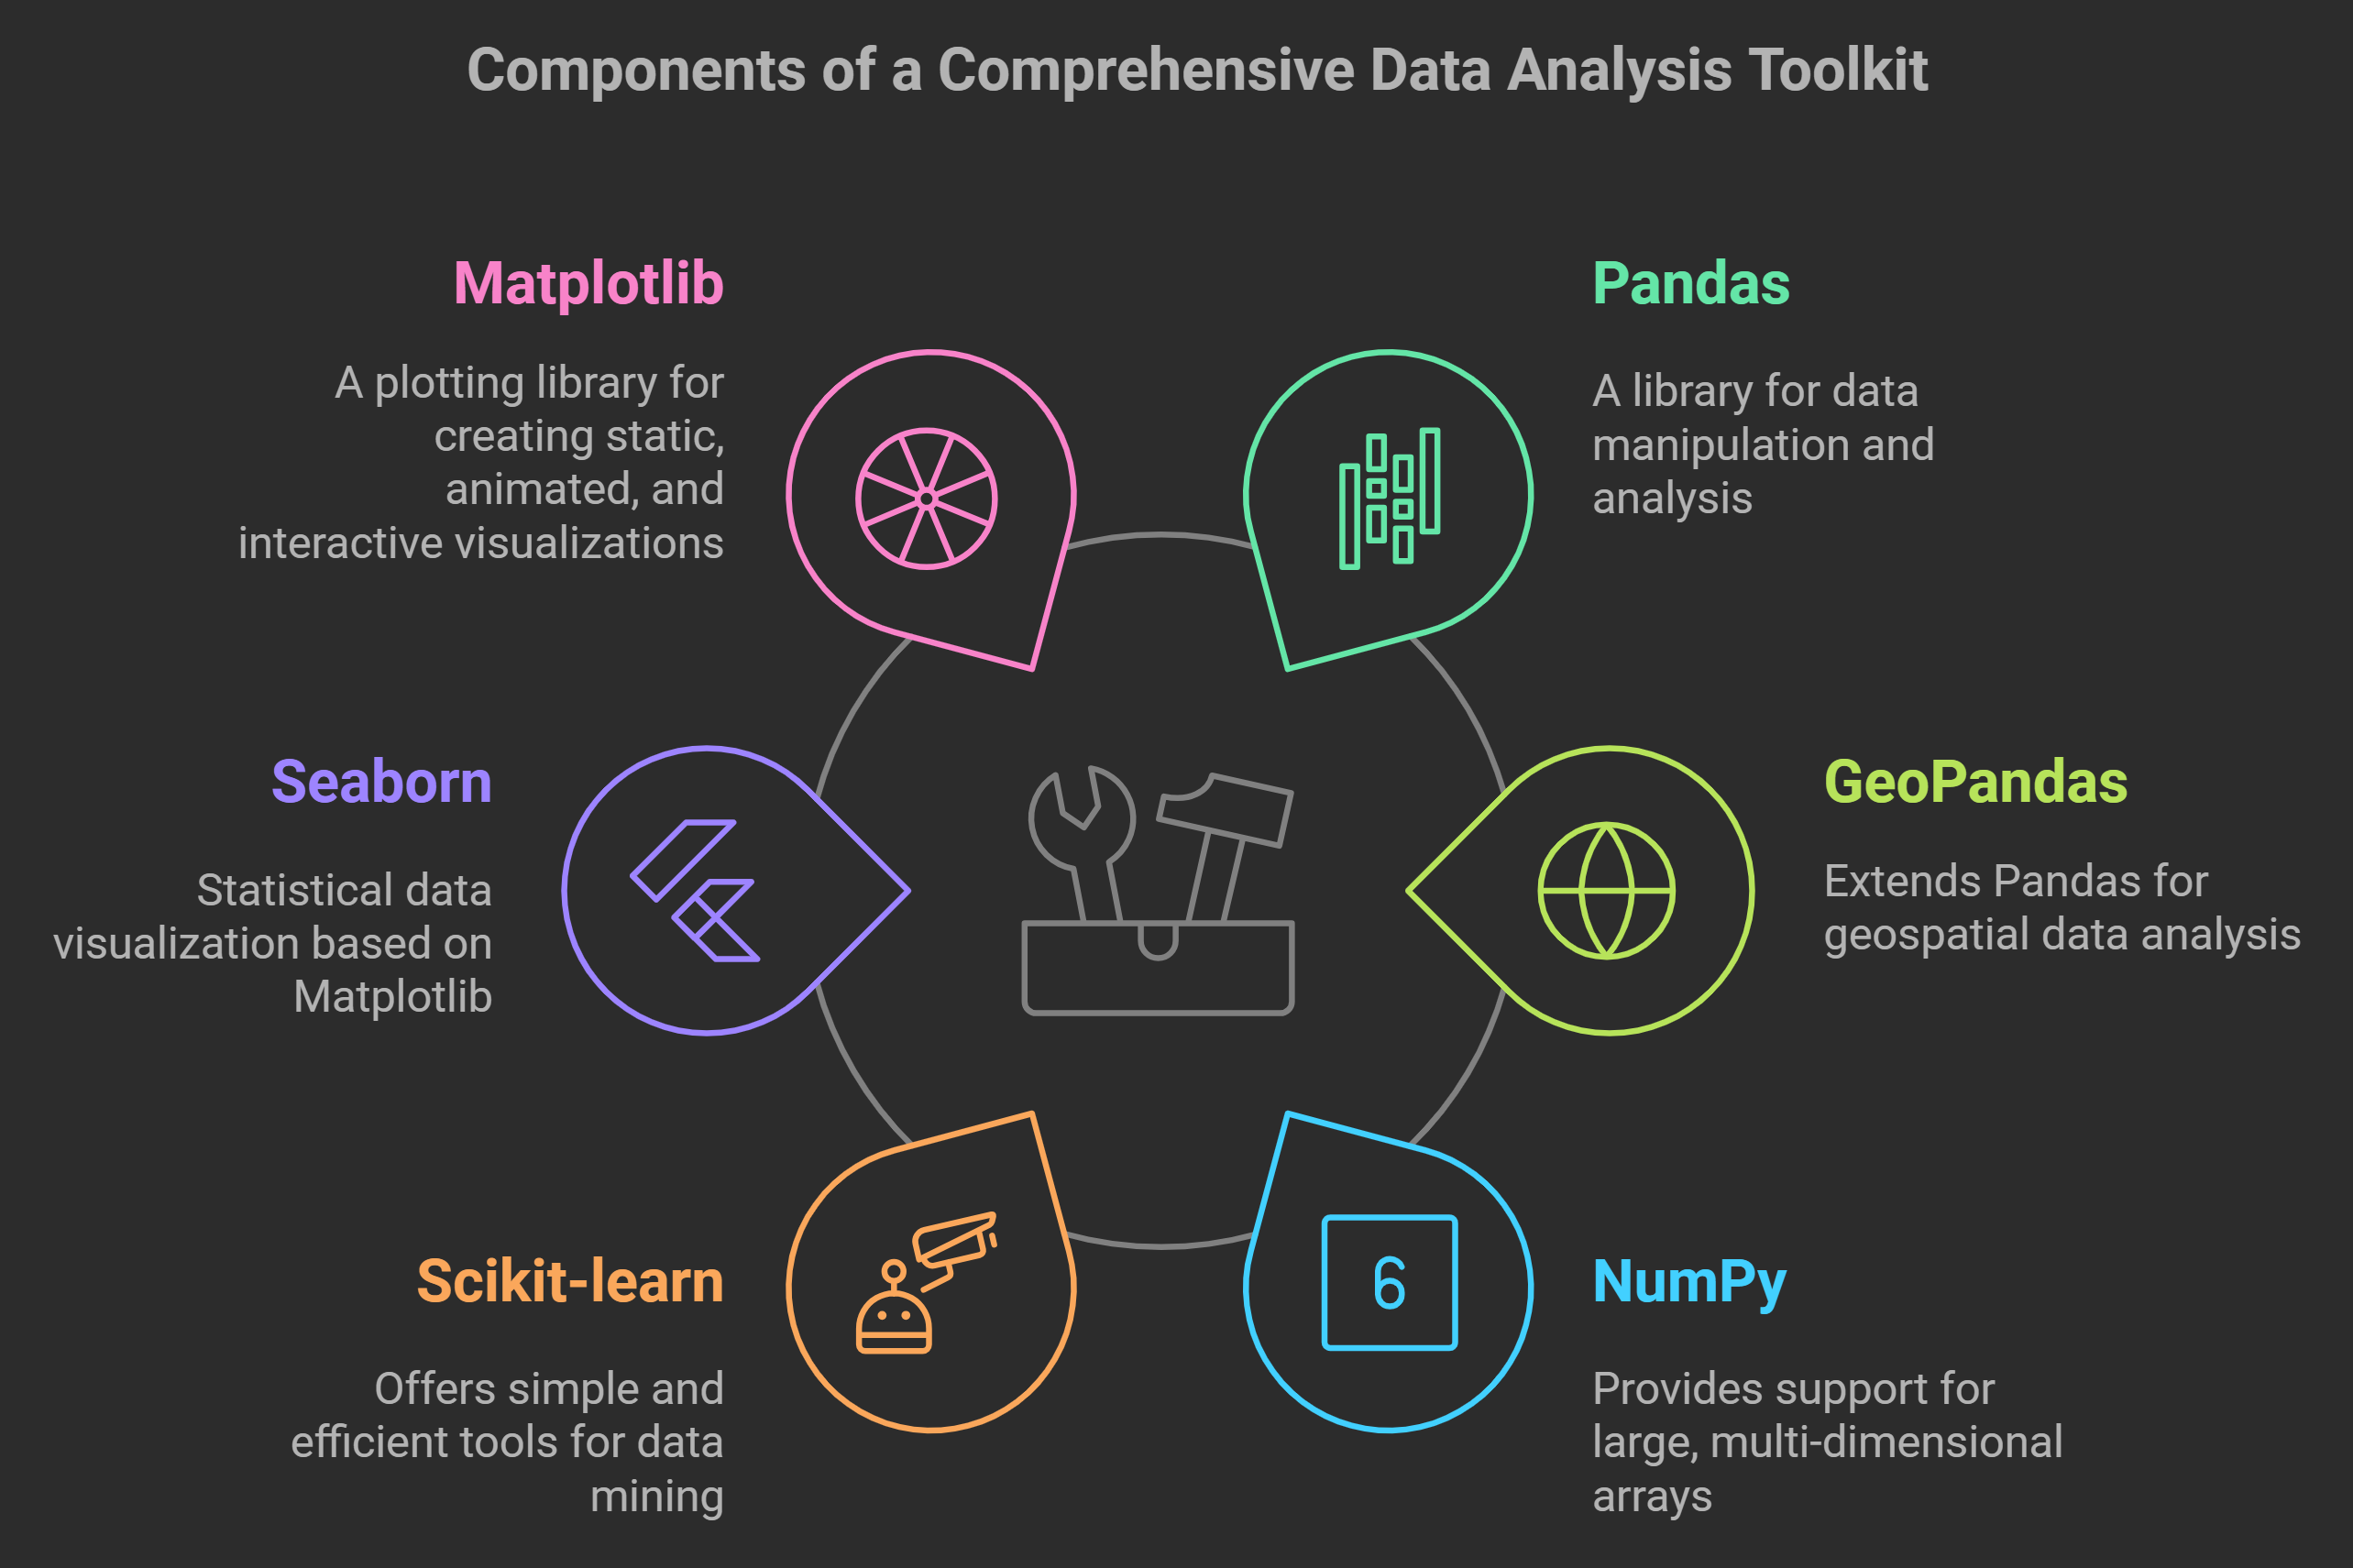 Components of a Comprehensive Data Analysis Toolkit
Matplotlib
A plotting library for
creating static,
animated, and
interactive visualizations
Pandas
A library for data
manipulation and
analysis
Seaborn
Statistical data
visualization based on
Matplotlib
GeoPandas
Extends Pandas for
geospatial data analysis
Scikit-learn
Offers simple and
efficient tools for data
mining
6
NumPy
Provides support for
large, multi-dimensional
arrays